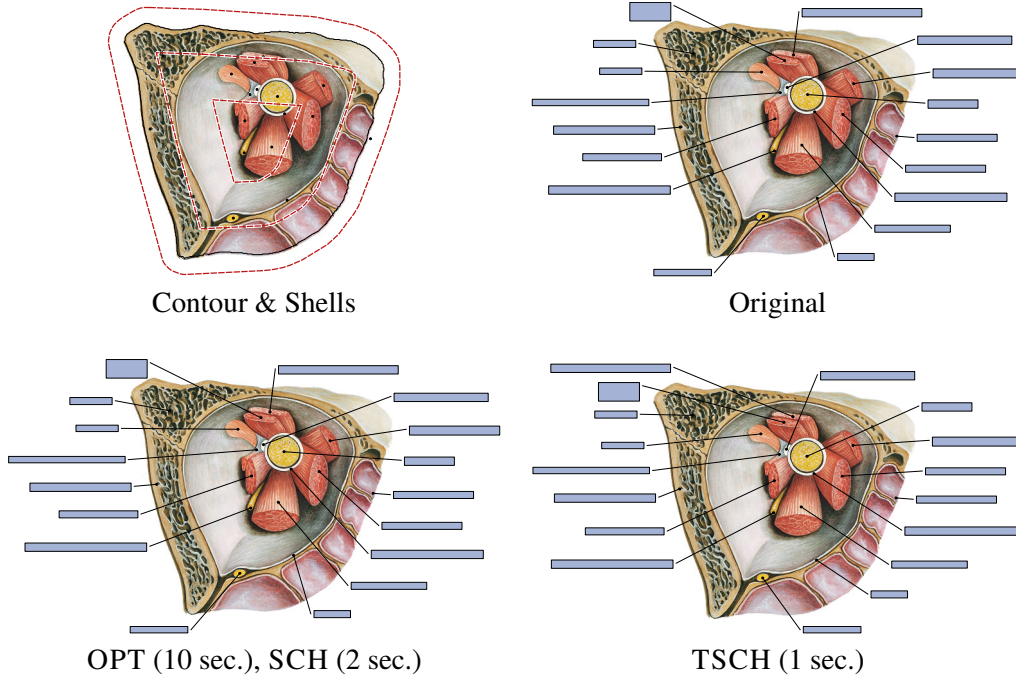 Contour & Shells
Original
OPT (10 sec.), SCH (2 sec.)
TSCH (1 sec.)